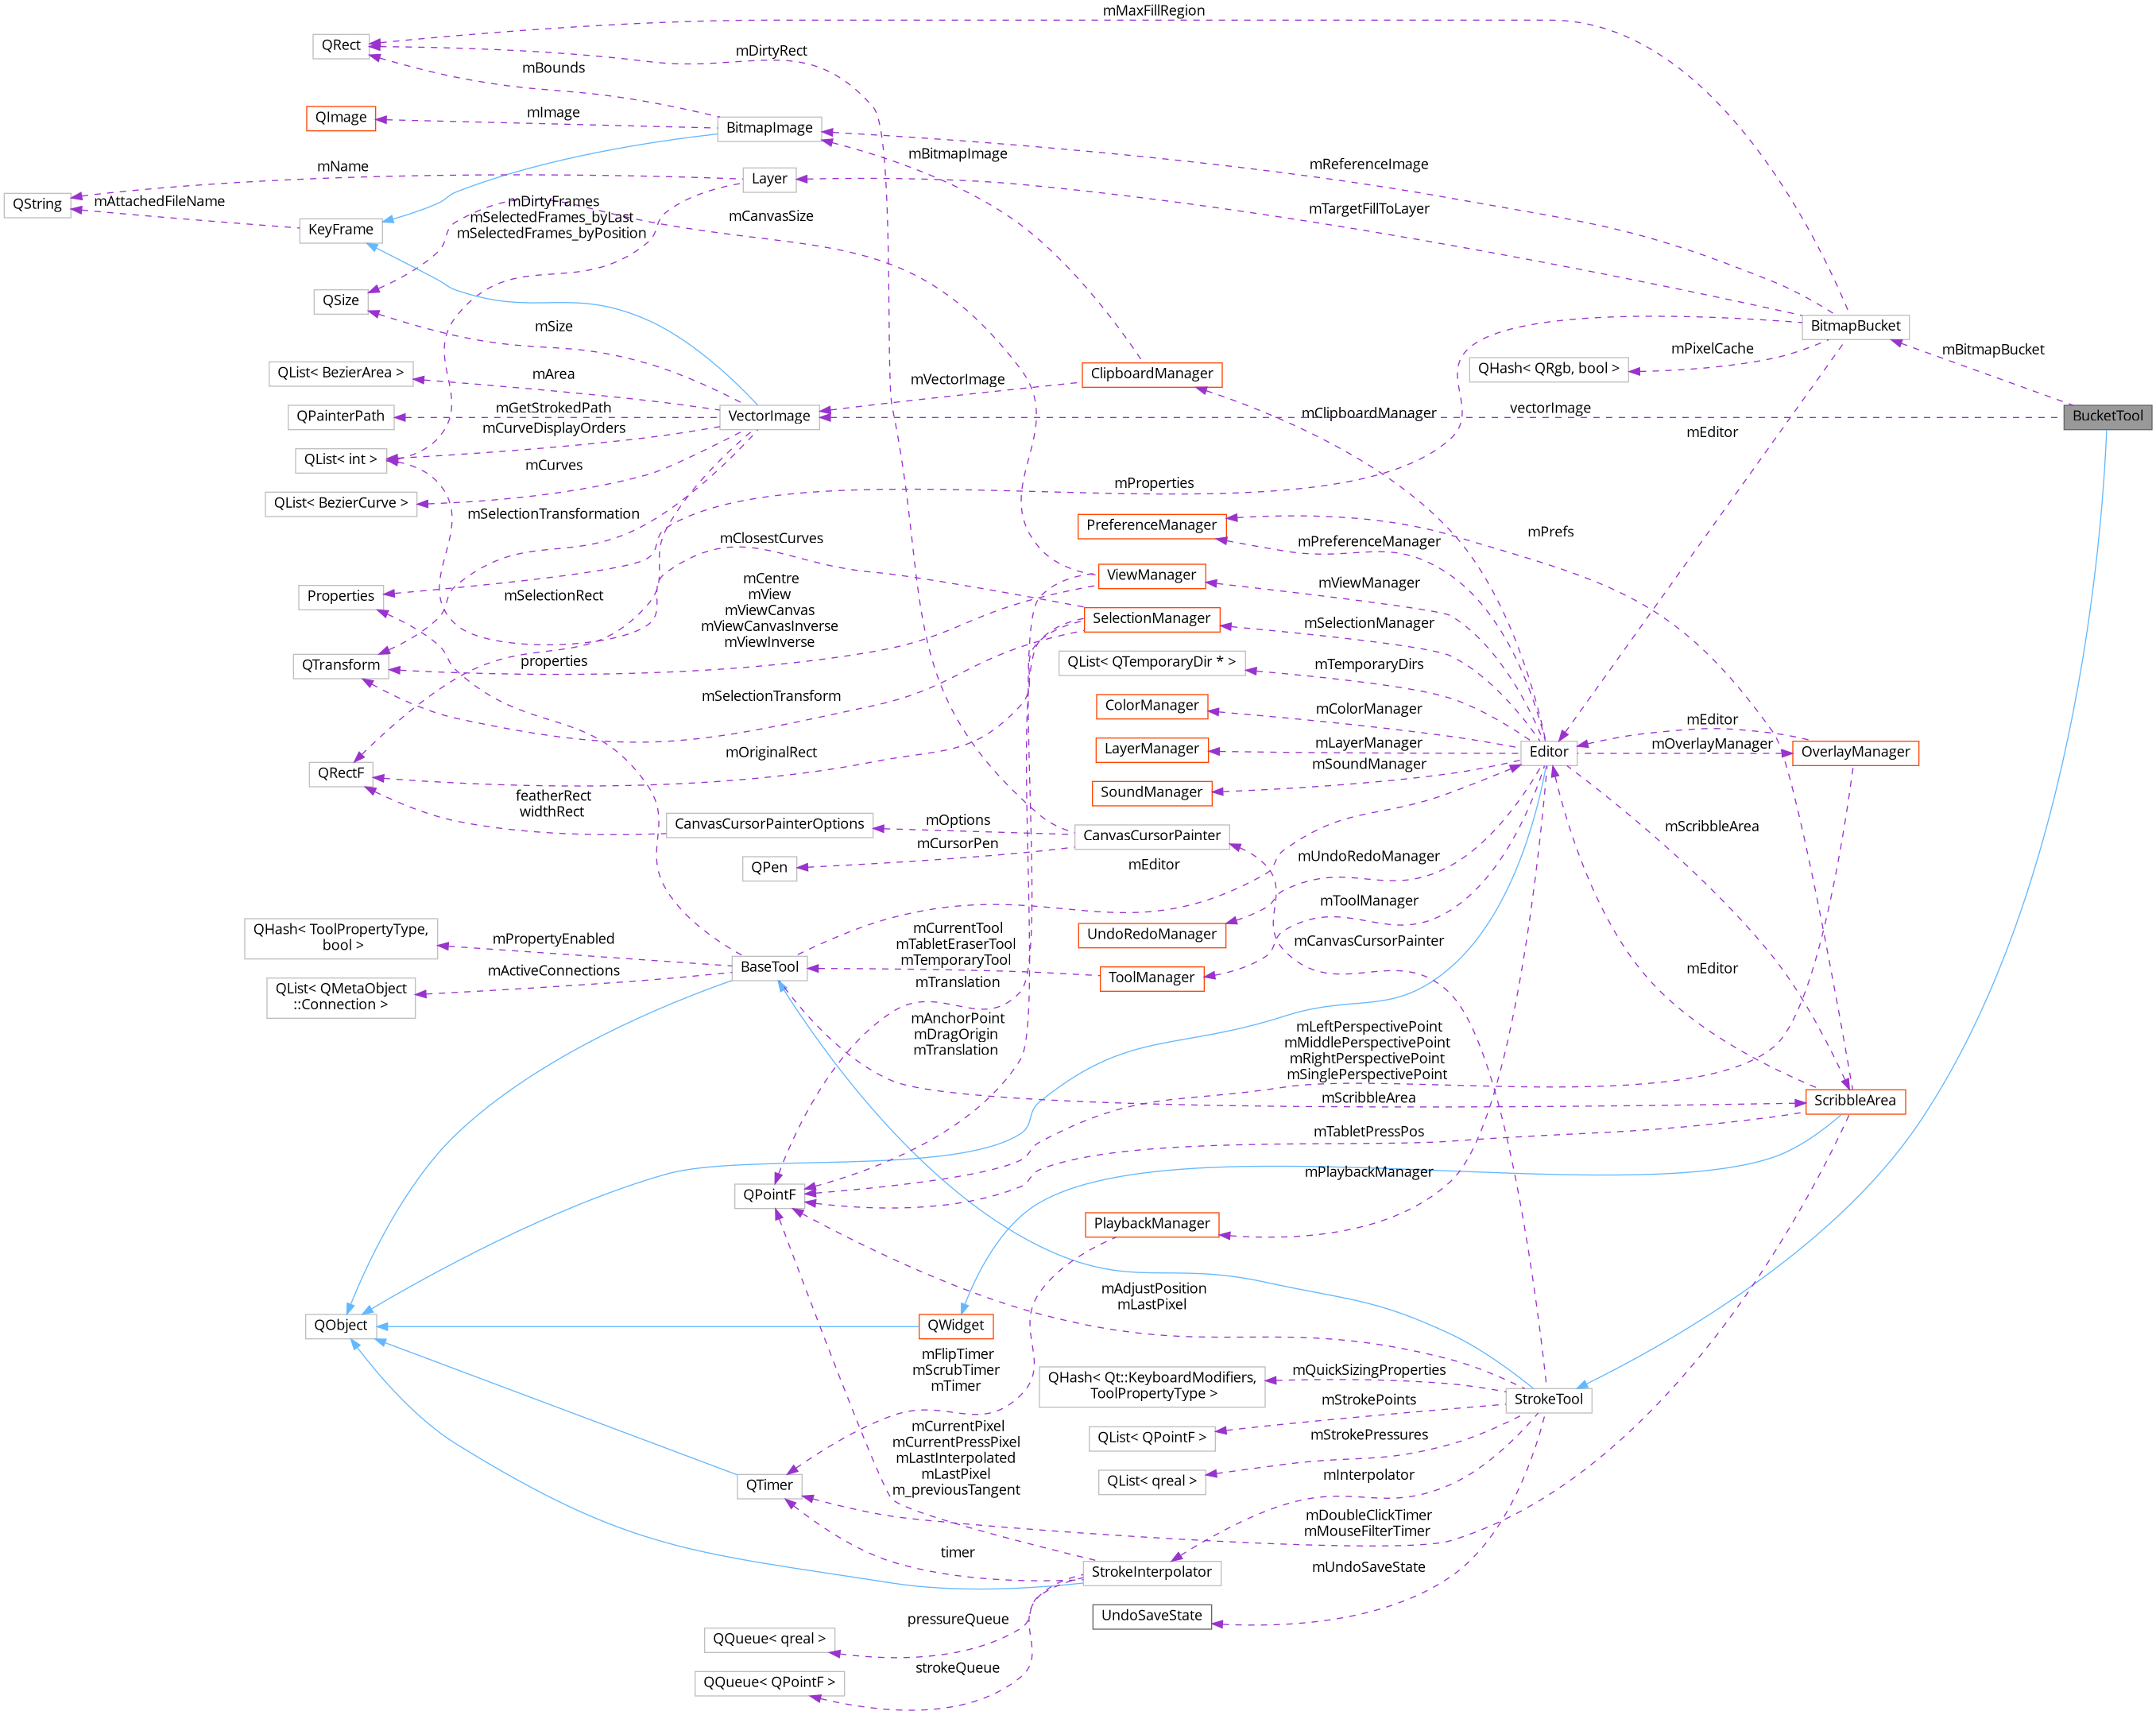 mMaxFillRegion
QRect
mDirtyRect
mBounds
QImage
mImage
BitmapImage
mBitmapImage
mReferenceImage
mName
Layer
QString
mAttachedFileName
mDirtyFrames
mSelectedFrames_byLast
mSelectedFrames_byPosition
mCanvasSize
mTargetFillToLayer
KeyFrame
QSize
mSize
BitmapBucket
mPixelCache
mBitmapBucket
QHash< QRgb, bool >
QList< BezierArea >
mArea
mVectorImage
ClipboardManager
QPainterPath
mGetStrokedPath
VectorImage
mClipboardManager
vectorImage
BucketTool
mCurveDisplayOrders
mEditor
QList< int >
mCurves
QList< BezierCurve >
mProperties
mSelectionTransformation
PreferenceManager
mPreferenceManager
mPrefs
mClosestCurves
ViewManager
mViewManager
Properties
mSelectionRect
mCentre
mView
mViewCanvas
mViewCanvasInverse
mViewInverse
SelectionManager
mSelectionManager
QTransform
properties
QList< QTemporaryDir * >
mTemporaryDirs
mSelectionTransform
ColorManager
mColorManager
mEditor
QRectF
mOriginalRect
LayerManager
mLayerManager
Editor
mOverlayManager
OverlayManager
SoundManager
mSoundManager
featherRect
widthRect
CanvasCursorPainterOptions
mOptions
CanvasCursorPainter
mScribbleArea
mCursorPen
QPen
mEditor
mUndoRedoManager
mToolManager
QHash< ToolPropertyType,
bool >
mPropertyEnabled
mCurrentTool
mTabletEraserTool
mTemporaryTool
UndoRedoManager
mCanvasCursorPainter
BaseTool
ToolManager
mActiveConnections
mEditor
QList< QMetaObject
::Connection >
mTranslation
mAnchorPoint
mDragOrigin
mTranslation
mLeftPerspectivePoint
mMiddlePerspectivePoint
mRightPerspectivePoint
mSinglePerspectivePoint
mScribbleArea
ScribbleArea
mTabletPressPos
mPlaybackManager
QPointF
PlaybackManager
mAdjustPosition
mLastPixel
QObject
QWidget
mFlipTimer
mScrubTimer
mTimer
QHash< Qt::KeyboardModifiers,
ToolPropertyType >
mQuickSizingProperties
StrokeTool
mStrokePoints
QList< QPointF >
mStrokePressures
mCurrentPixel
mCurrentPressPixel
mLastInterpolated
mLastPixel
m_previousTangent
QList< qreal >
mInterpolator
QTimer
mDoubleClickTimer
mMouseFilterTimer
timer
StrokeInterpolator
mUndoSaveState
pressureQueue
UndoSaveState
QQueue< qreal >
strokeQueue
QQueue< QPointF >